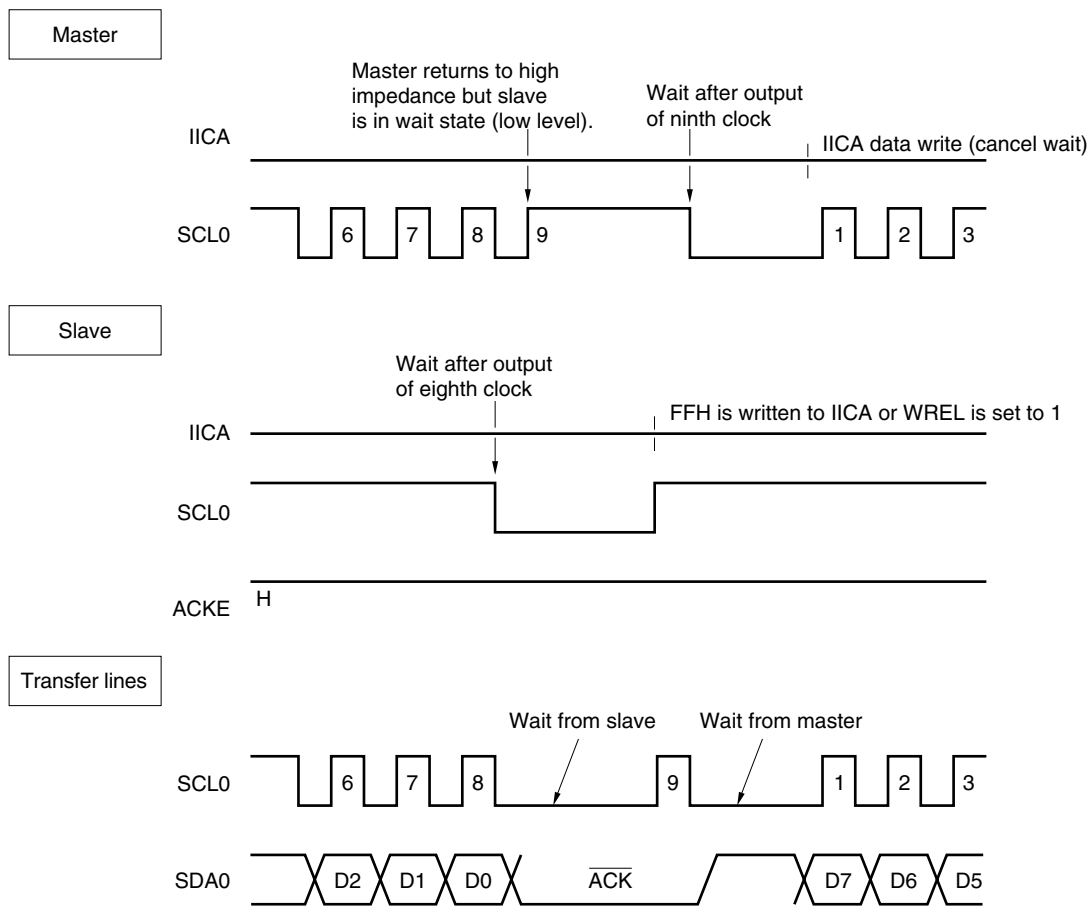 Master
Master returns to high
impedance but slave
is in wait state (low level).
Wait after output
of ninth clock
IICA
IICA data write (cancel wait)
SCL0
6 7 8 9 1 2 3
Slave
Wait after output
of eighth clock
FFH is written to IICA or WREL is set to 1
IICA
SCL0
H
ACKE
Transfer lines
Wait from slave Wait from master
SCL0
6 7 8 9 1 2 3
SDA0
D2 D1 D0 ACK D7 D6 D5